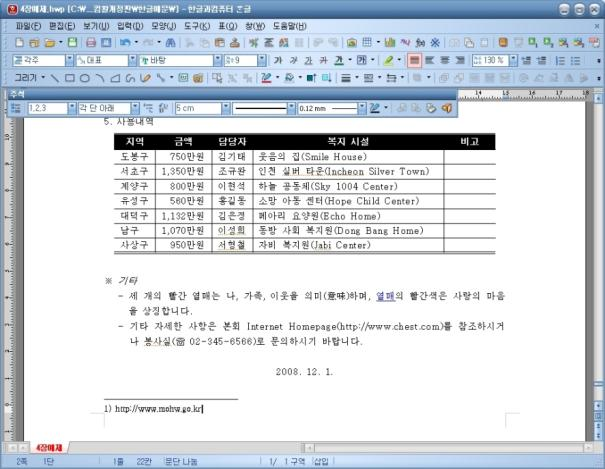 4장예제.hwp
한글과컴퓨터 한글
파일(F) 편집(E) 보기(U) 입력(D) 모양(J) 도구(K) 표(Q) 창(W) 도움말(H)
각주 대표 바탕 9 가 가 가 가 가 130 %
그리기
주석
1,2,3 각 단 아래 5 cm 0.12 mm
15 16 17 18
5. 사용내역
지역 금액 담당자 복지 시설 비고
도봉구 750만원 김기태 웃음의 집(Smile House)
서초구 1,350만원 조규완 인천 실버 타운(Incheon Silver Town)
계양구 800만원 이현석 하늘 공동체(Sky 1004 Center)
유성구 560만원 홍길동 소망 아동 센터(Hope Child Center)
대덕구 1,132만원 김은정 메아리 요양원(Echo Home)
남구 1,070만원 이성희 동방 사회 복지원(Dong Bang Home)
사상구 950만원 서형철 자비 복지원(Jabi Center)
※ 기타
- 세 개의 빨간 열매는 나, 가족, 이웃을 의미(意味)하며, 열매의 빨간색은 사랑의 마음
을 상징합니다.
- 기타 자세한 사항은 본회 Internet Homepage(http://www.chest.com)를 참조하시거
나 봉사실(☎ 02-345-6566)로 문의하시기 바랍니다.
2008. 12. 1.
1) http://www.mohw.go.kr
4장예제
2쪽 1단 1줄 22칸 문단 나눔 1/ 1 구역 삽입